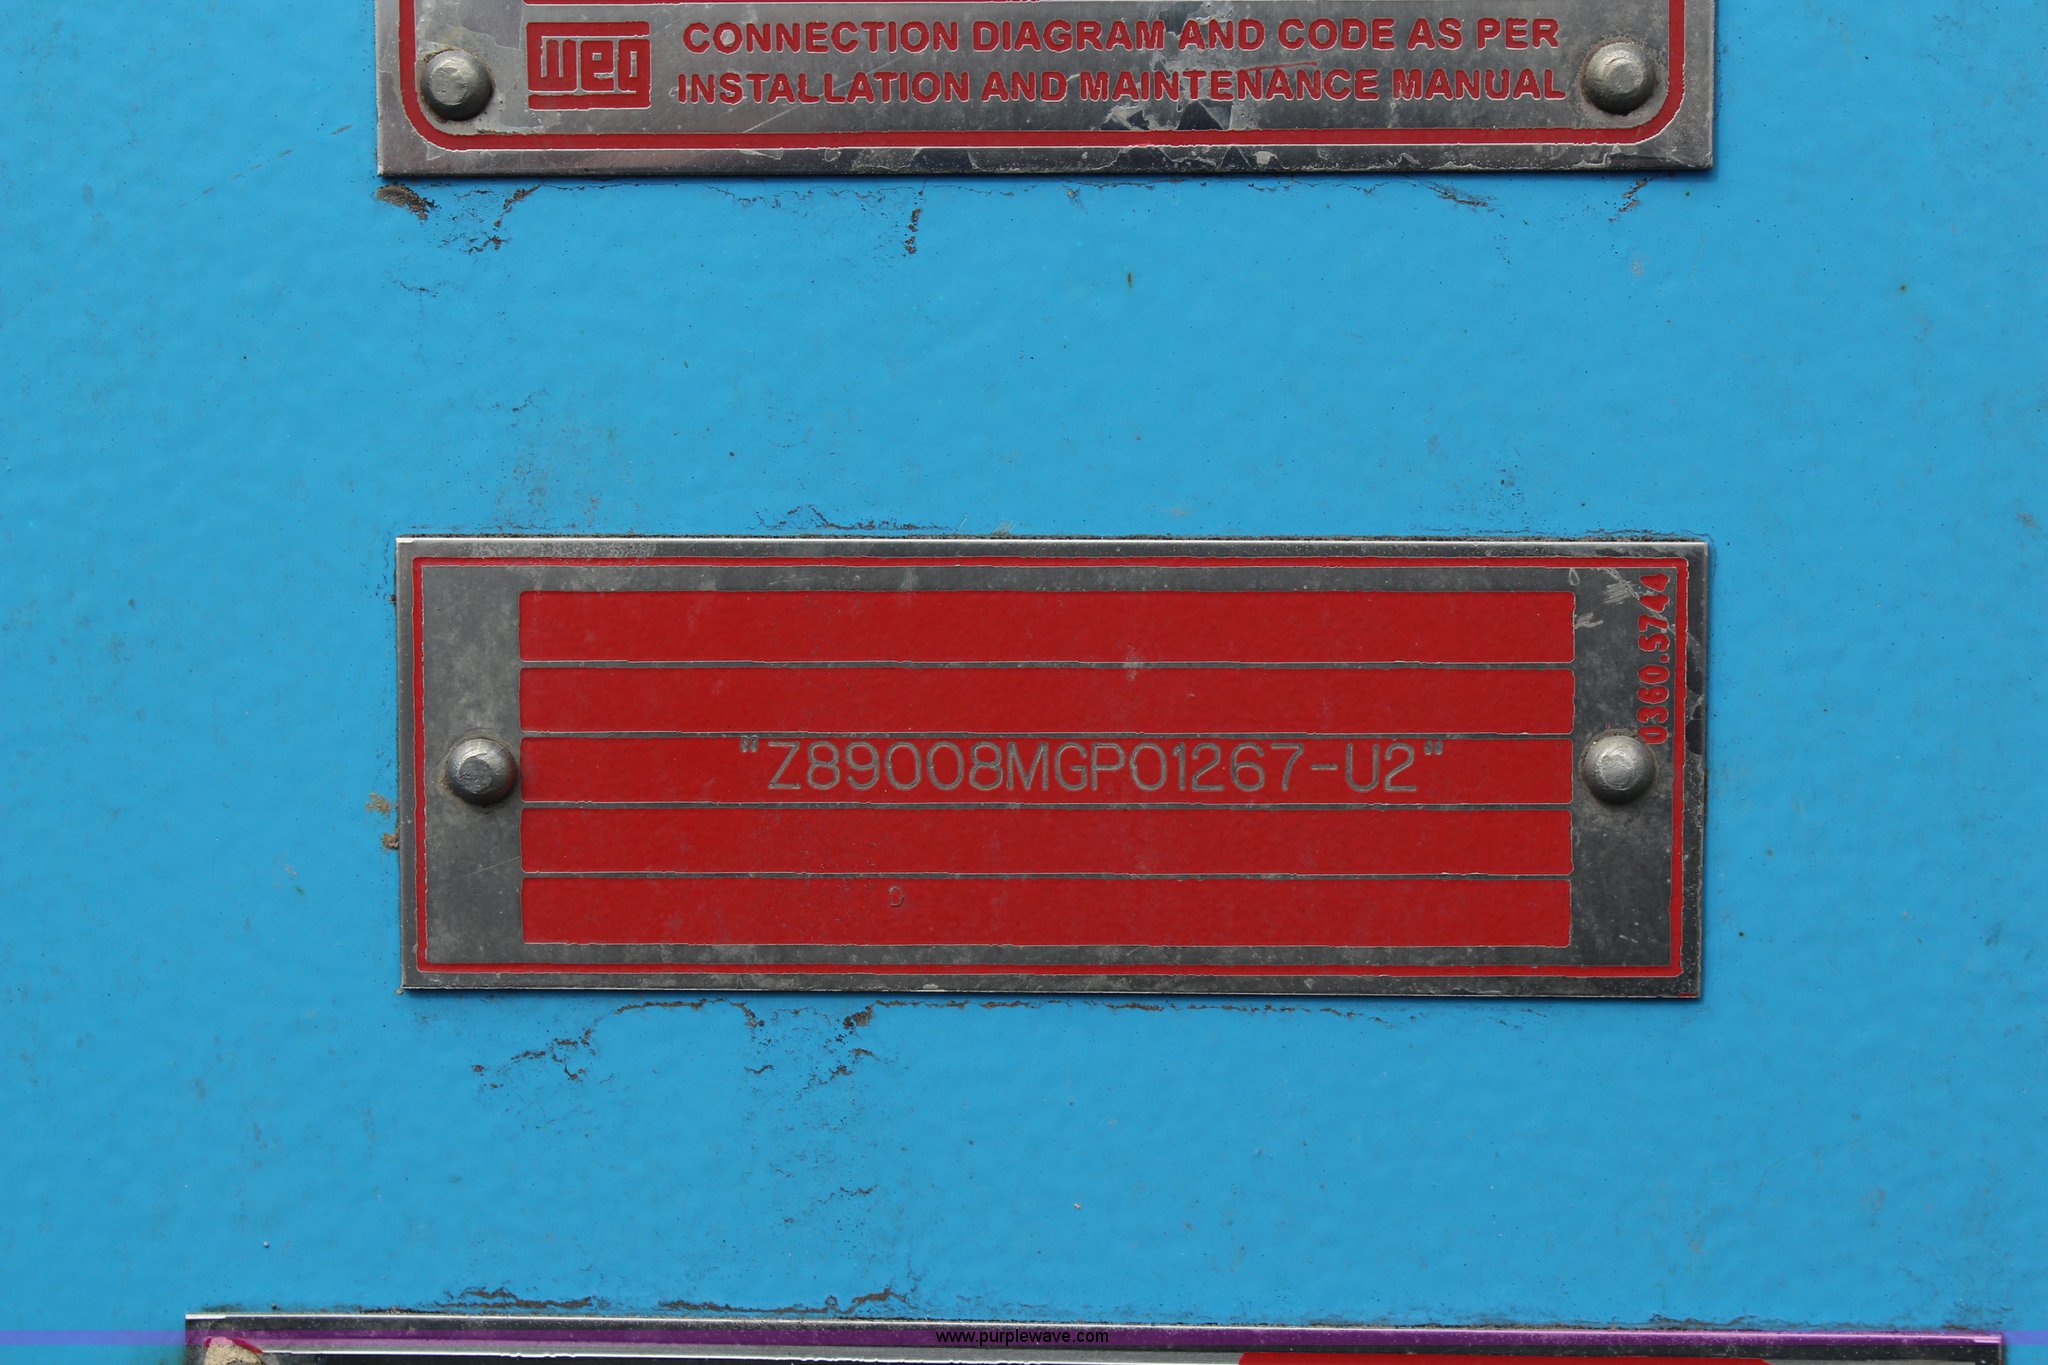 weg
CONNECTION DIAGRAM AND CODE AS PER
INSTALLATION AND MAINTENANCE MANUAL
0360.5744
"Z89008MGP01267-U2"
www.purplewave.com